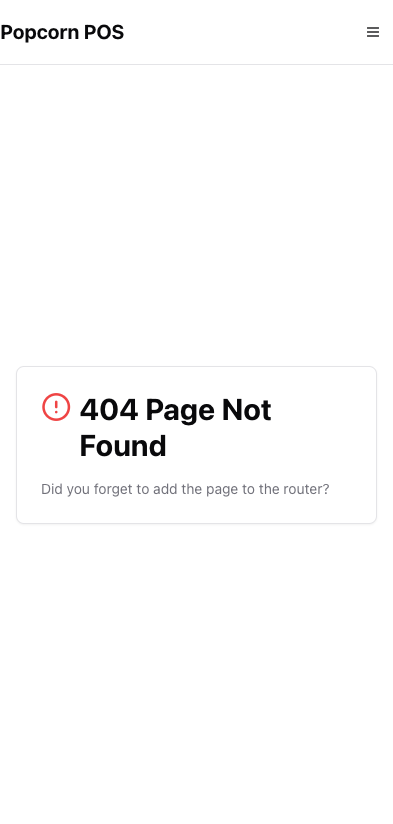 Popcorn POS
404 Page Not
Found
Did you forget to add the page to the router?